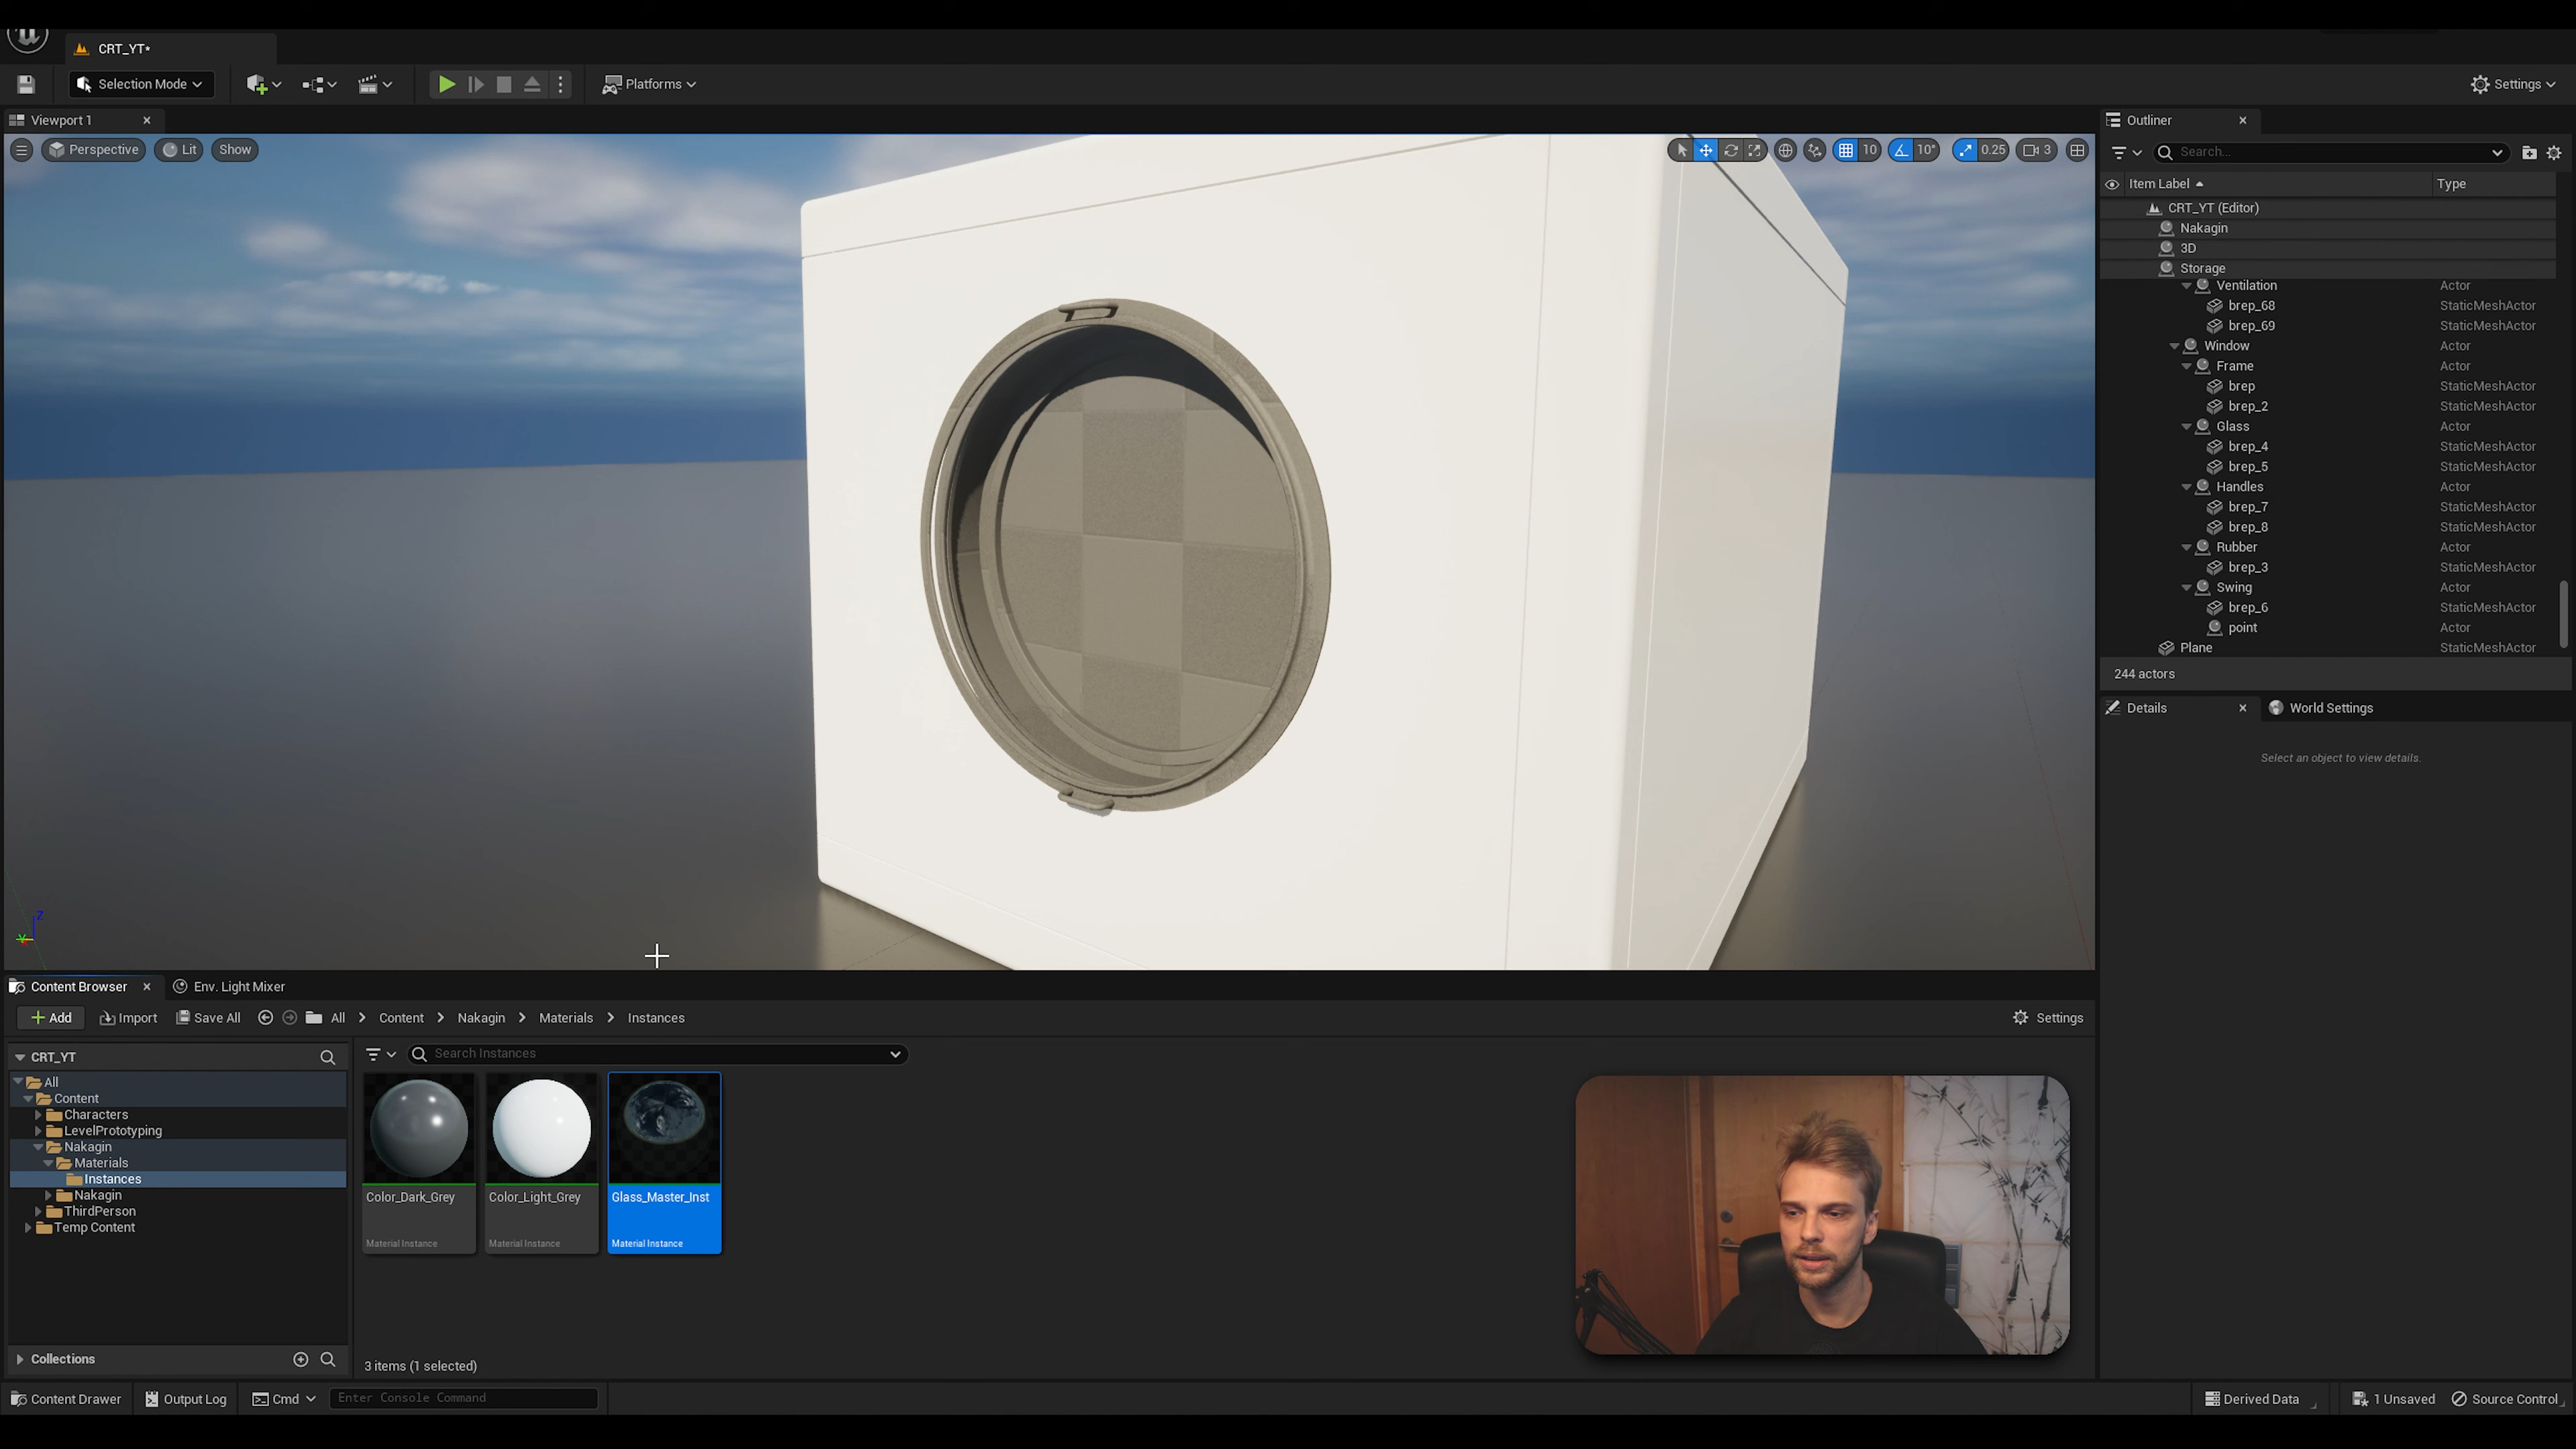 CRT_YT*
Selection Mode
Platforms
Settings
Viewport 1
Perspective
Lit
Show
10
10°
0.25
3
Outliner
Search...
Item Label
Type
CRT_YT (Editor)
Nakagin
3D
Storage
Ventilation Actor
brep_68 StaticMeshActor
brep_69 StaticMeshActor
Window Actor
Frame Actor
brep StaticMeshActor
brep_2 StaticMeshActor
Glass Actor
brep_4 StaticMeshActor
brep_5 StaticMeshActor
Handles Actor
brep_7 StaticMeshActor
brep_8 StaticMeshActor
Rubber Actor
brep_3 StaticMeshActor
Swing Actor
brep_6 StaticMeshActor
point Actor
Plane StaticMeshActor
244 actors
Details
World Settings
Select an object to view details.
Z
Y
Content Browser
Env. Light Mixer
Add
Import
Save All
All
Content
Nakagin
Materials
Instances
Settings
CRT_YT
Search Instances
All
Content
Characters
LevelPrototyping
Nakagin
Materials
Instances
Nakagin
ThirdPerson
Temp Content
Color_Dark_Grey
Material Instance
Color_Light_Grey
Material Instance
Glass_Master_Inst
Material Instance
Collections
3 items (1 selected)
Content Drawer
Output Log
Cmd
Enter Console Command
Derived Data
1 Unsaved
Source Control